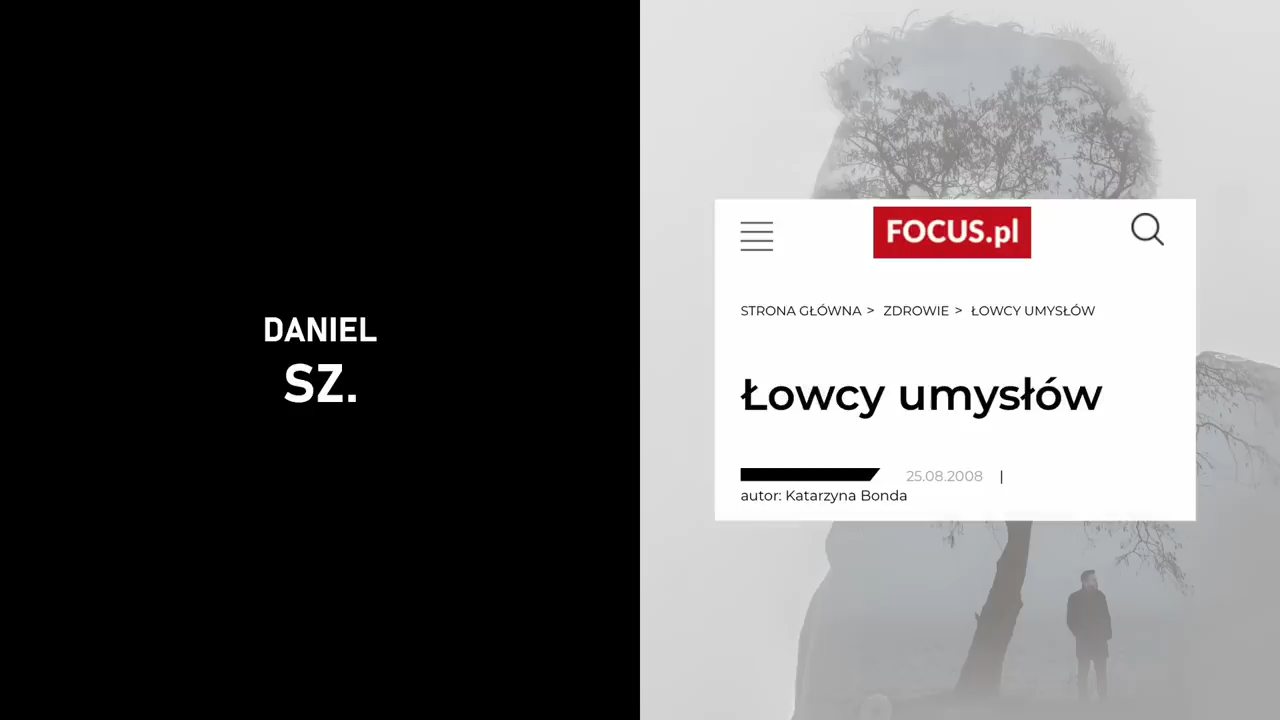 DANIEL
SZ.
FOCUS.pl
STRONA GŁÓWNA > ZDROWIE > ŁOWCY UMYSŁÓW
Łowcy umysłów
25.08.2008 |
autor: Katarzyna Bonda